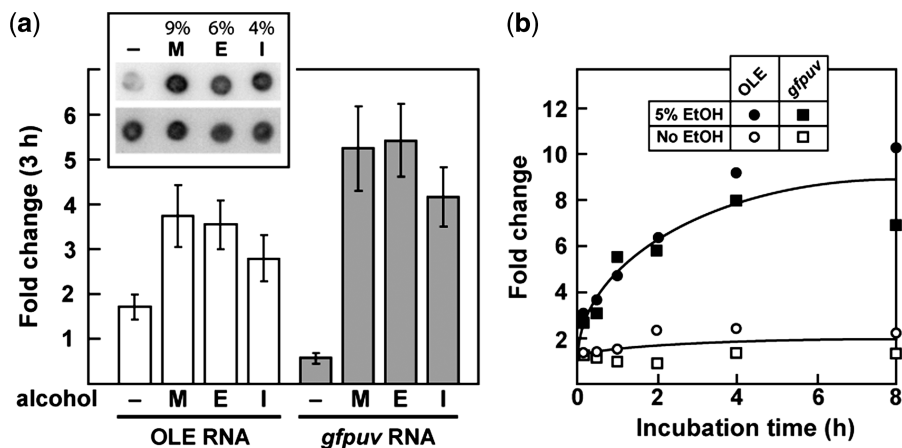 (a)
9% 6% 4%
– M E I
Fold change (3 h)
6
5
4
3
2
1
alcohol – M E I – M E I
OLE RNA gfpuv RNA
(b)
OLE gfpuv
5% EtOH
No EtOH
Fold change
12
10
8
6
4
2
0 2 4 6 8
Incubation time (h)